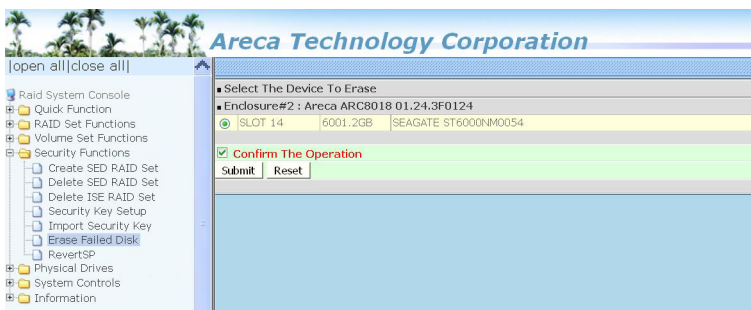 Areca Technology Corporation
|open all|close all|
Raid System Console
Quick Function
RAID Set Functions
Volume Set Functions
Security Functions
Create SED RAID Set
Delete SED RAID Set
Delete ISE RAID Set
Security Key Setup
Import Security Key
Erase Failed Disk
RevertSP
Physical Drives
System Controls
Information
Select The Device To Erase
Enclosure#2 : Areca ARC8018 01.24.3F0124
SLOT 14 6001.2GB SEAGATE ST6000NM0054
Confirm The Operation
Submit Reset